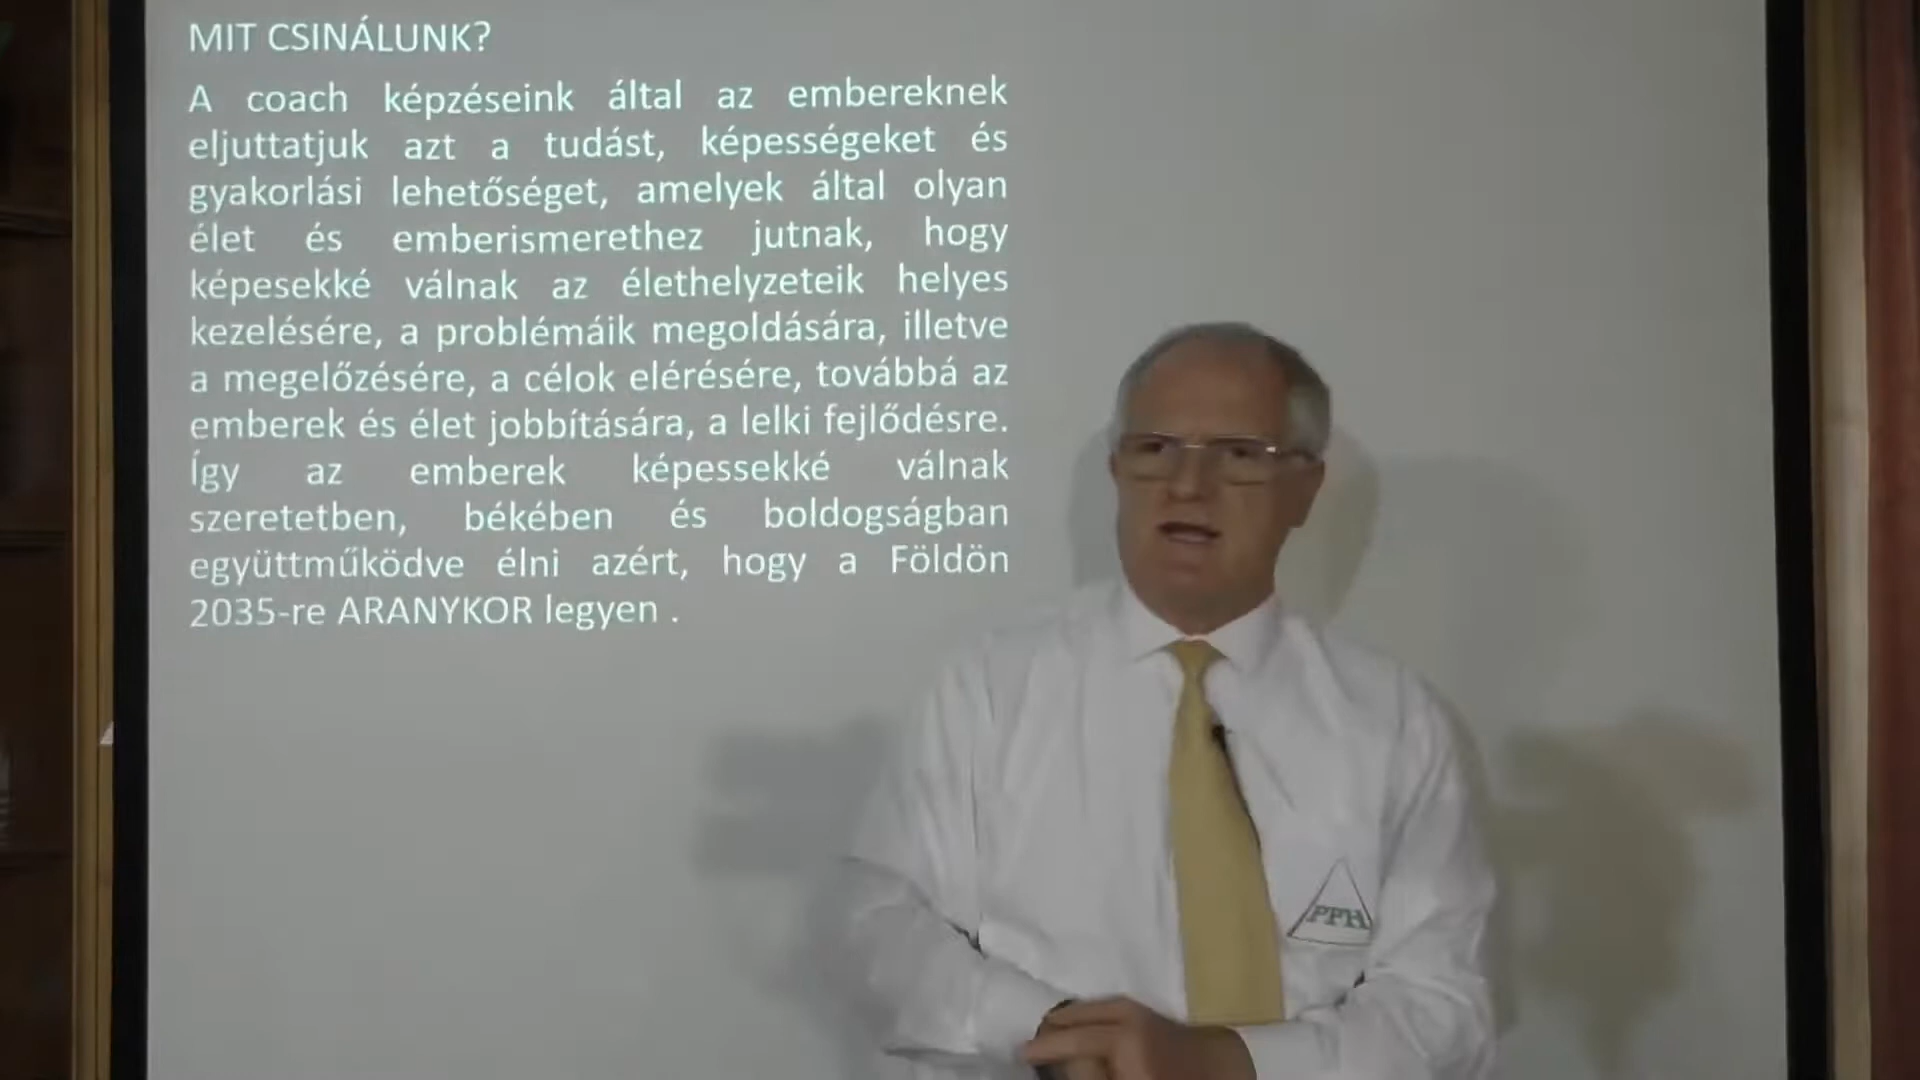 MIT CSINÁLUNK?
A coach képzéseink által az embereknek
eljuttatjuk azt a tudást, képességeket és
gyakorlási lehetőséget, amelyek által olyan
élet és emberismerethez jutnak, hogy
képesekké válnak az élethelyzeteik helyes
kezelésére, a problémáik megoldására, illetve
a megelőzésére, a célok elérésére, továbbá az
emberek és élet jobbítására, a lelki fejlődésre.
Így az emberek képessekké válnak
szeretetben, békében és boldogságban
együttműködve élni azért, hogy a Földön
2035-re ARANYKOR legyen .
PPH